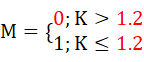 M = { 0; K > 1.2
1; K ≤ 1.2